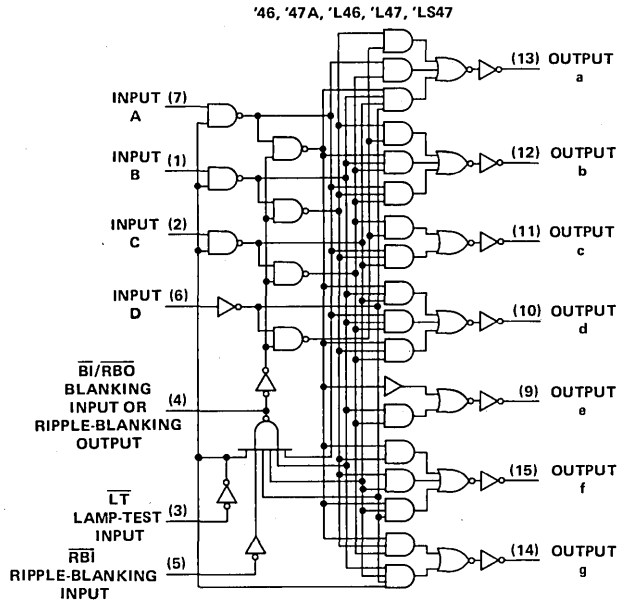 '46, '47A, 'L46, 'L47, 'LS47
INPUT (7)
A
INPUT (1)
B
INPUT (2)
C
INPUT (6)
D
BI/RBO
BLANKING
INPUT OR (4)
RIPPLE-BLANKING
OUTPUT
LT
LAMP-TEST (3)
INPUT
RBI (5)
RIPPLE-BLANKING
INPUT
(13) OUTPUT
a
(12) OUTPUT
b
(11) OUTPUT
c
(10) OUTPUT
d
(9) OUTPUT
e
(15) OUTPUT
f
(14) OUTPUT
g